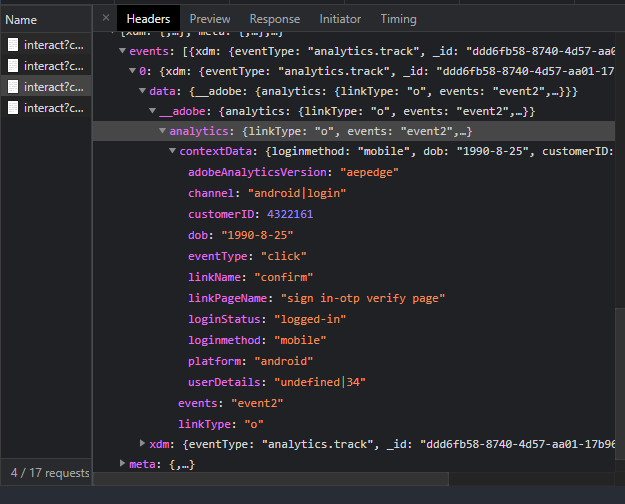 Name
Headers Preview Response Initiator Timing
interact?c...
interact?c...
interact?c...
interact?c...
{xdm: {,…}, meta: {,…},…}
events: [{xdm: {eventType: "analytics.track", _id: "ddd6fb58-8740-4d57-aa0
0: {xdm: {eventType: "analytics.track", _id: "ddd6fb58-8740-4d57-aa01-17
data: {__adobe: {analytics: {linkType: "o", events: "event2",…}}}
__adobe: {analytics: {linkType: "o", events: "event2",…}}
analytics: {linkType: "o", events: "event2",…}
contextData: {loginmethod: "mobile", dob: "1990-8-25", customerID:
adobeAnalyticsVersion: "aepedge"
channel: "android|login"
customerID: 4322161
dob: "1990-8-25"
eventType: "click"
linkName: "confirm"
linkPageName: "sign in-otp verify page"
loginStatus: "logged-in"
loginmethod: "mobile"
platform: "android"
userDetails: "undefined|34"
events: "event2"
linkType: "o"
xdm: {eventType: "analytics.track", _id: "ddd6fb58-8740-4d57-aa01-17b96
meta: {,…}
4 / 17 requests